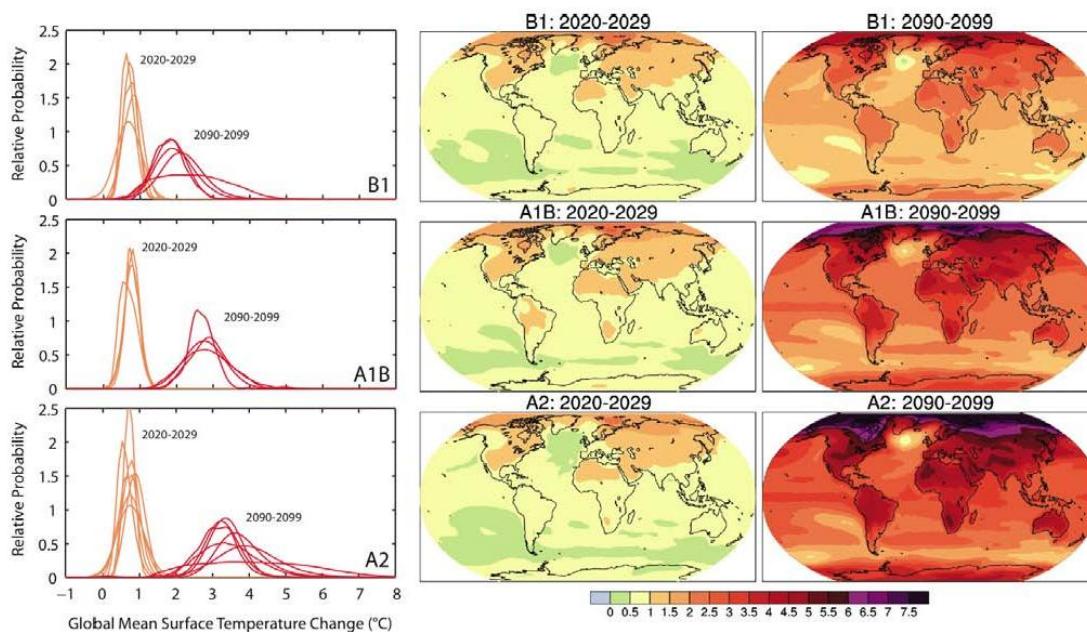 B1: 2020-2029
B1: 2090-2099
2.5
2
1.5
1
0.5
0
Relative Probability
2020-2029
2090-2099
B1
A1B: 2020-2029
A1B: 2090-2099
2.5
2
1.5
1
0.5
0
Relative Probability
2020-2029
2090-2099
A1B
A2: 2020-2029
A2: 2090-2099
2.5
2
1.5
1
0.5
0
Relative Probability
2020-2029
2090-2099
A2
−1 0 1 2 3 4 5 6 7 8
Global Mean Surface Temperature Change (°C)
0 0.5 1 1.5 2 2.5 3 3.5 4 4.5 5 5.5 6 6.5 7 7.5